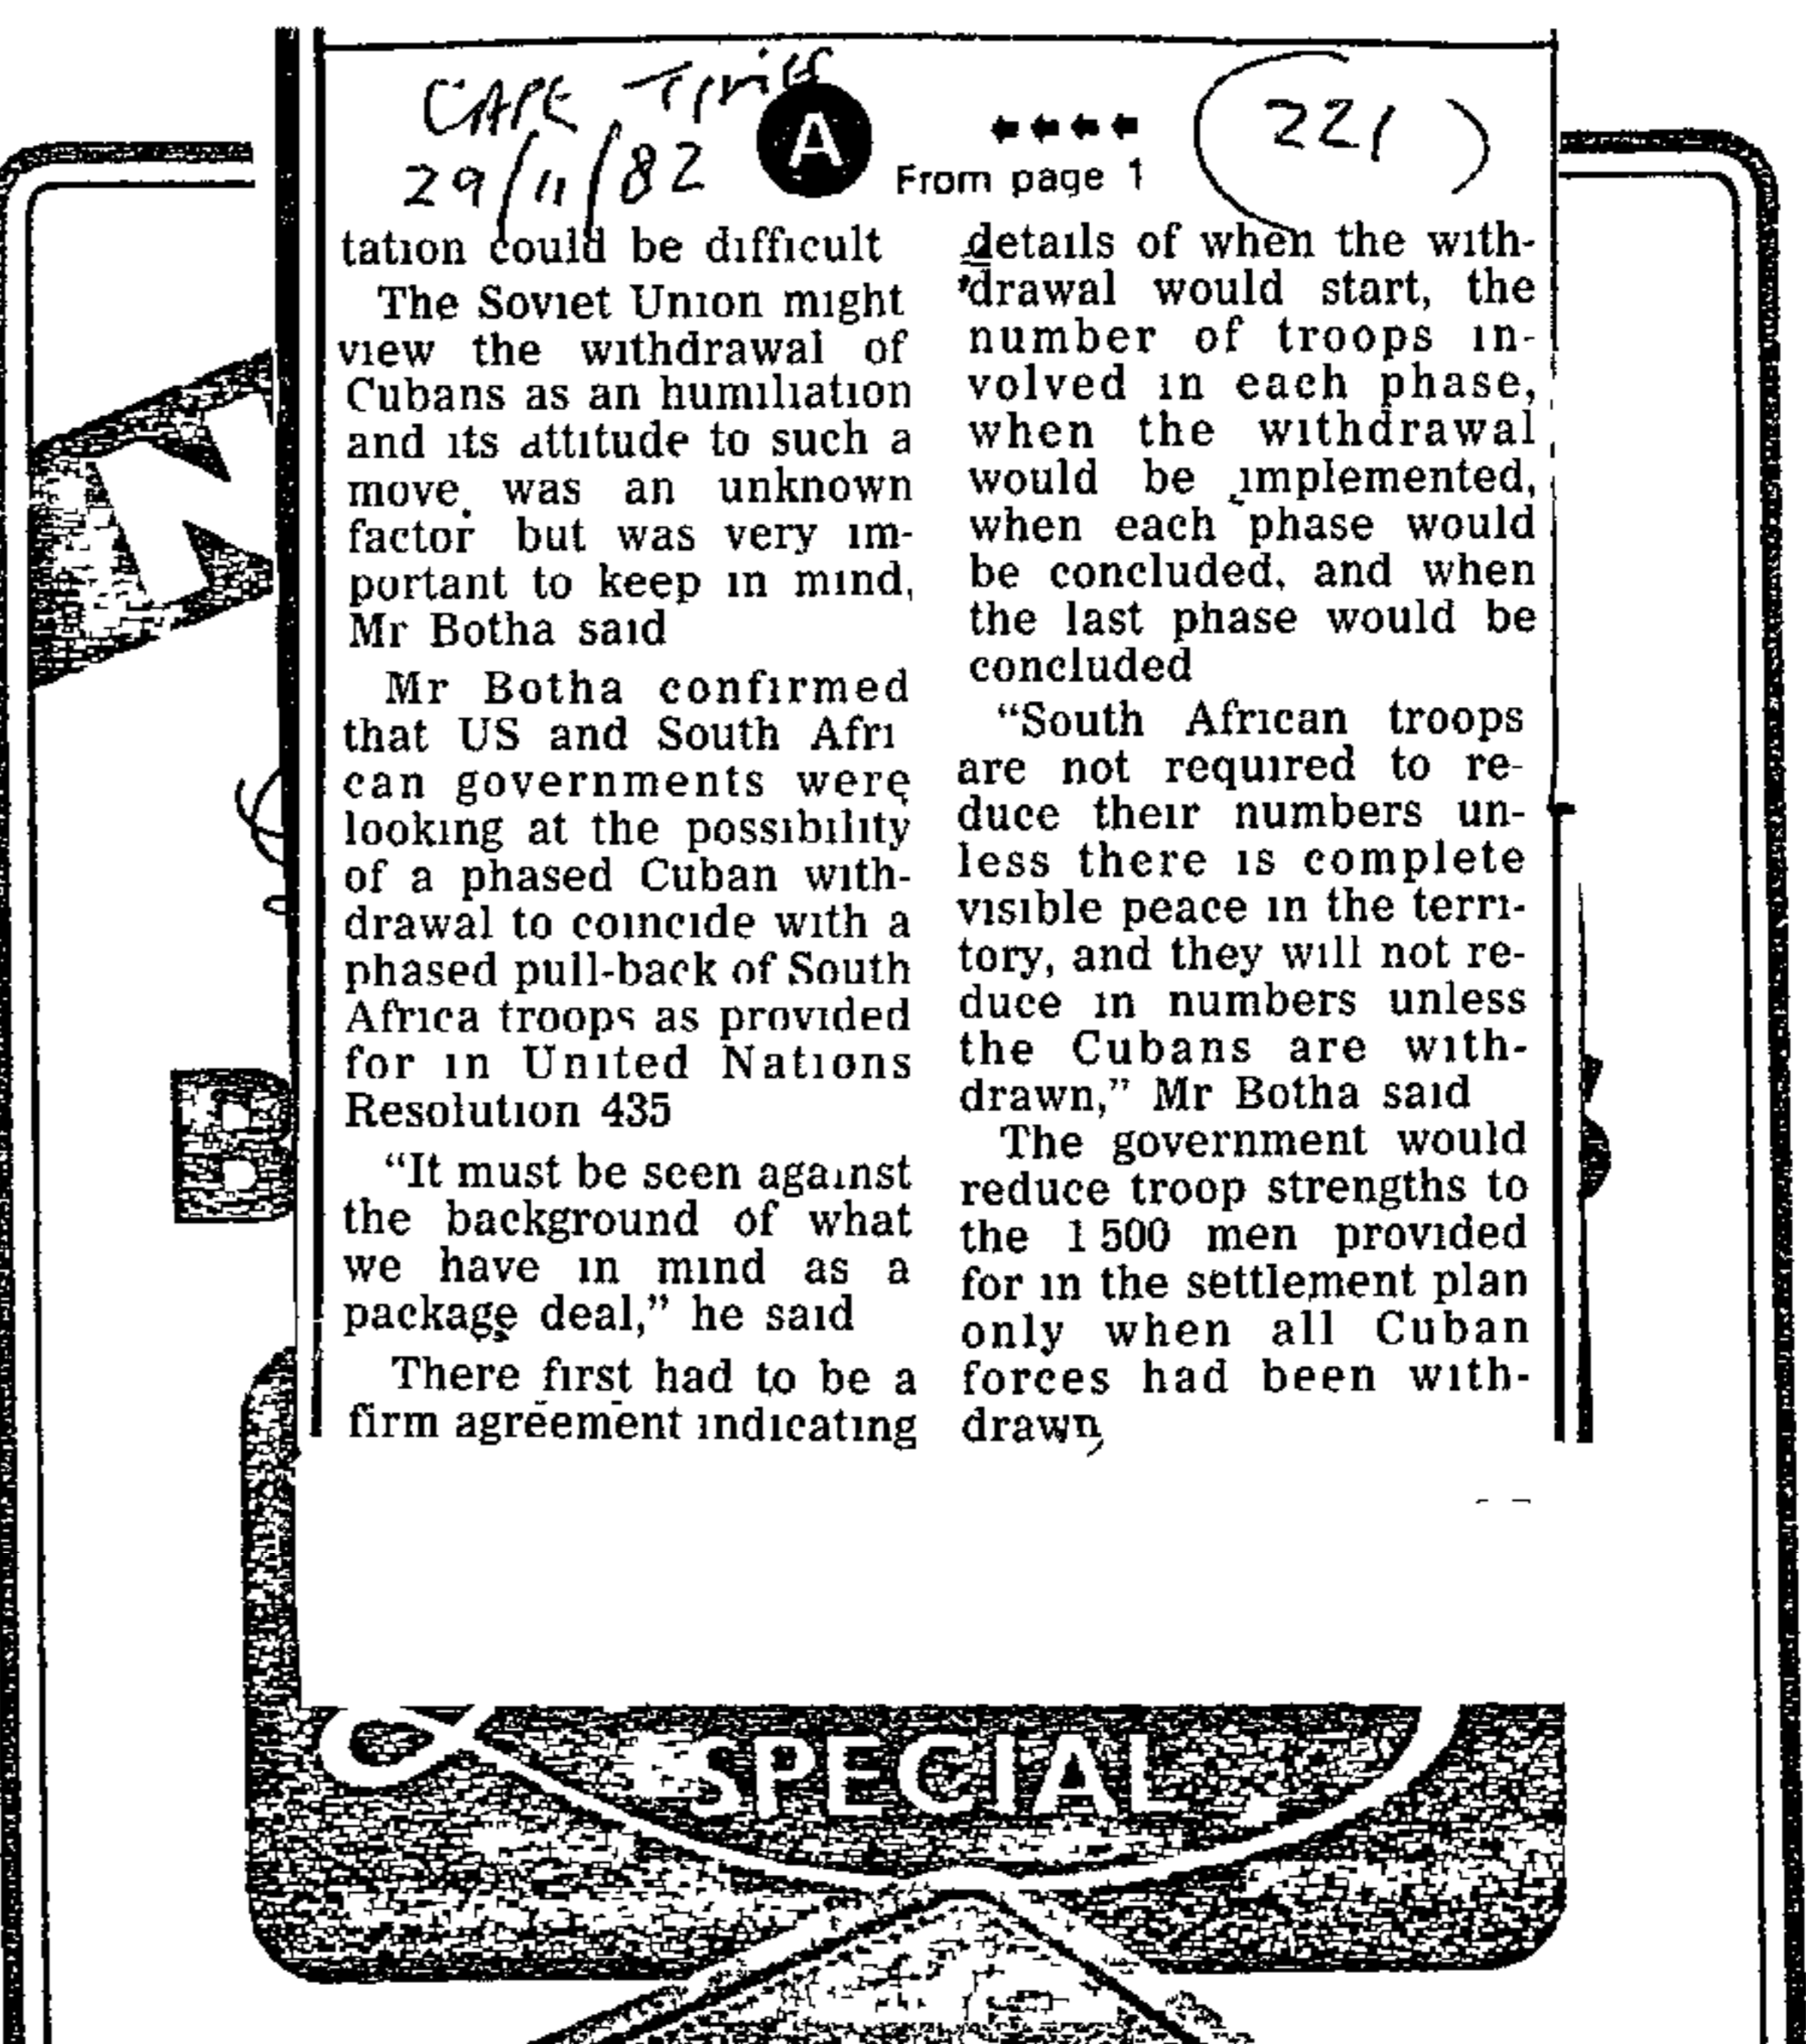 CAPE Times
29/11/82
A
From page 1
221
tation could be difficult
The Soviet Union might
view the withdrawal of
Cubans as an humiliation
and its attitude to such a
move was an unknown
factor but was very im-
portant to keep in mind,
Mr Botha said
Mr Botha confirmed
that US and South Afri
can governments were
looking at the possibility
of a phased Cuban with-
drawal to coincide with a
phased pull-back of South
Africa troops as provided
for in United Nations
Resolution 435
“It must be seen against
the background of what
we have in mind as a
package deal,” he said
There first had to be a
firm agreement indicating
details of when the with-
drawal would start, the
number of troops in-
volved in each phase,
when the withdrawal
would be implemented,
when each phase would
be concluded, and when
the last phase would be
concluded
“South African troops
are not required to re-
duce their numbers un-
less there is complete
visible peace in the terri-
tory, and they will not re-
duce in numbers unless
the Cubans are with-
drawn,” Mr Botha said
The government would
reduce troop strengths to
the 1 500 men provided
for in the settlement plan
only when all Cuban
forces had been with-
drawn
N
B
SPECIAL